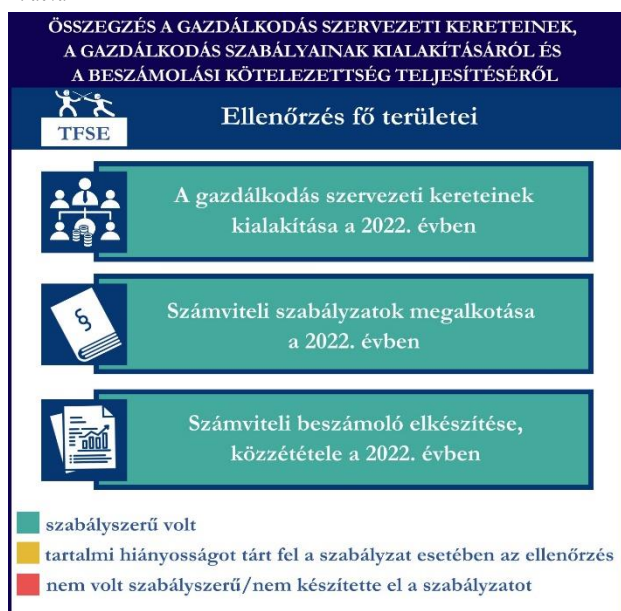 ÖSSZEGZÉS A GAZDÁLKODÁS SZERVEZETI KERETEINEK,
A GAZDÁLKODÁS SZABÁLYAINAK KIALAKÍTÁSÁRÓL ÉS
A BESZÁMOLÁSI KÖTELEZETTSÉG TELJESÍTÉSÉRŐL
TFSE
Ellenőrzés fő területei
A gazdálkodás szervezeti kereteinek
kialakítása a 2022. évben
§
Számviteli szabályzatok megalkotása
a 2022. évben
Számviteli beszámoló elkészítése,
közzététele a 2022. évben
szabályszerű volt
tartalmi hiányosságot tárt fel a szabályzat esetében az ellenőrzés
nem volt szabályszerű/nem készítette el a szabályzatot